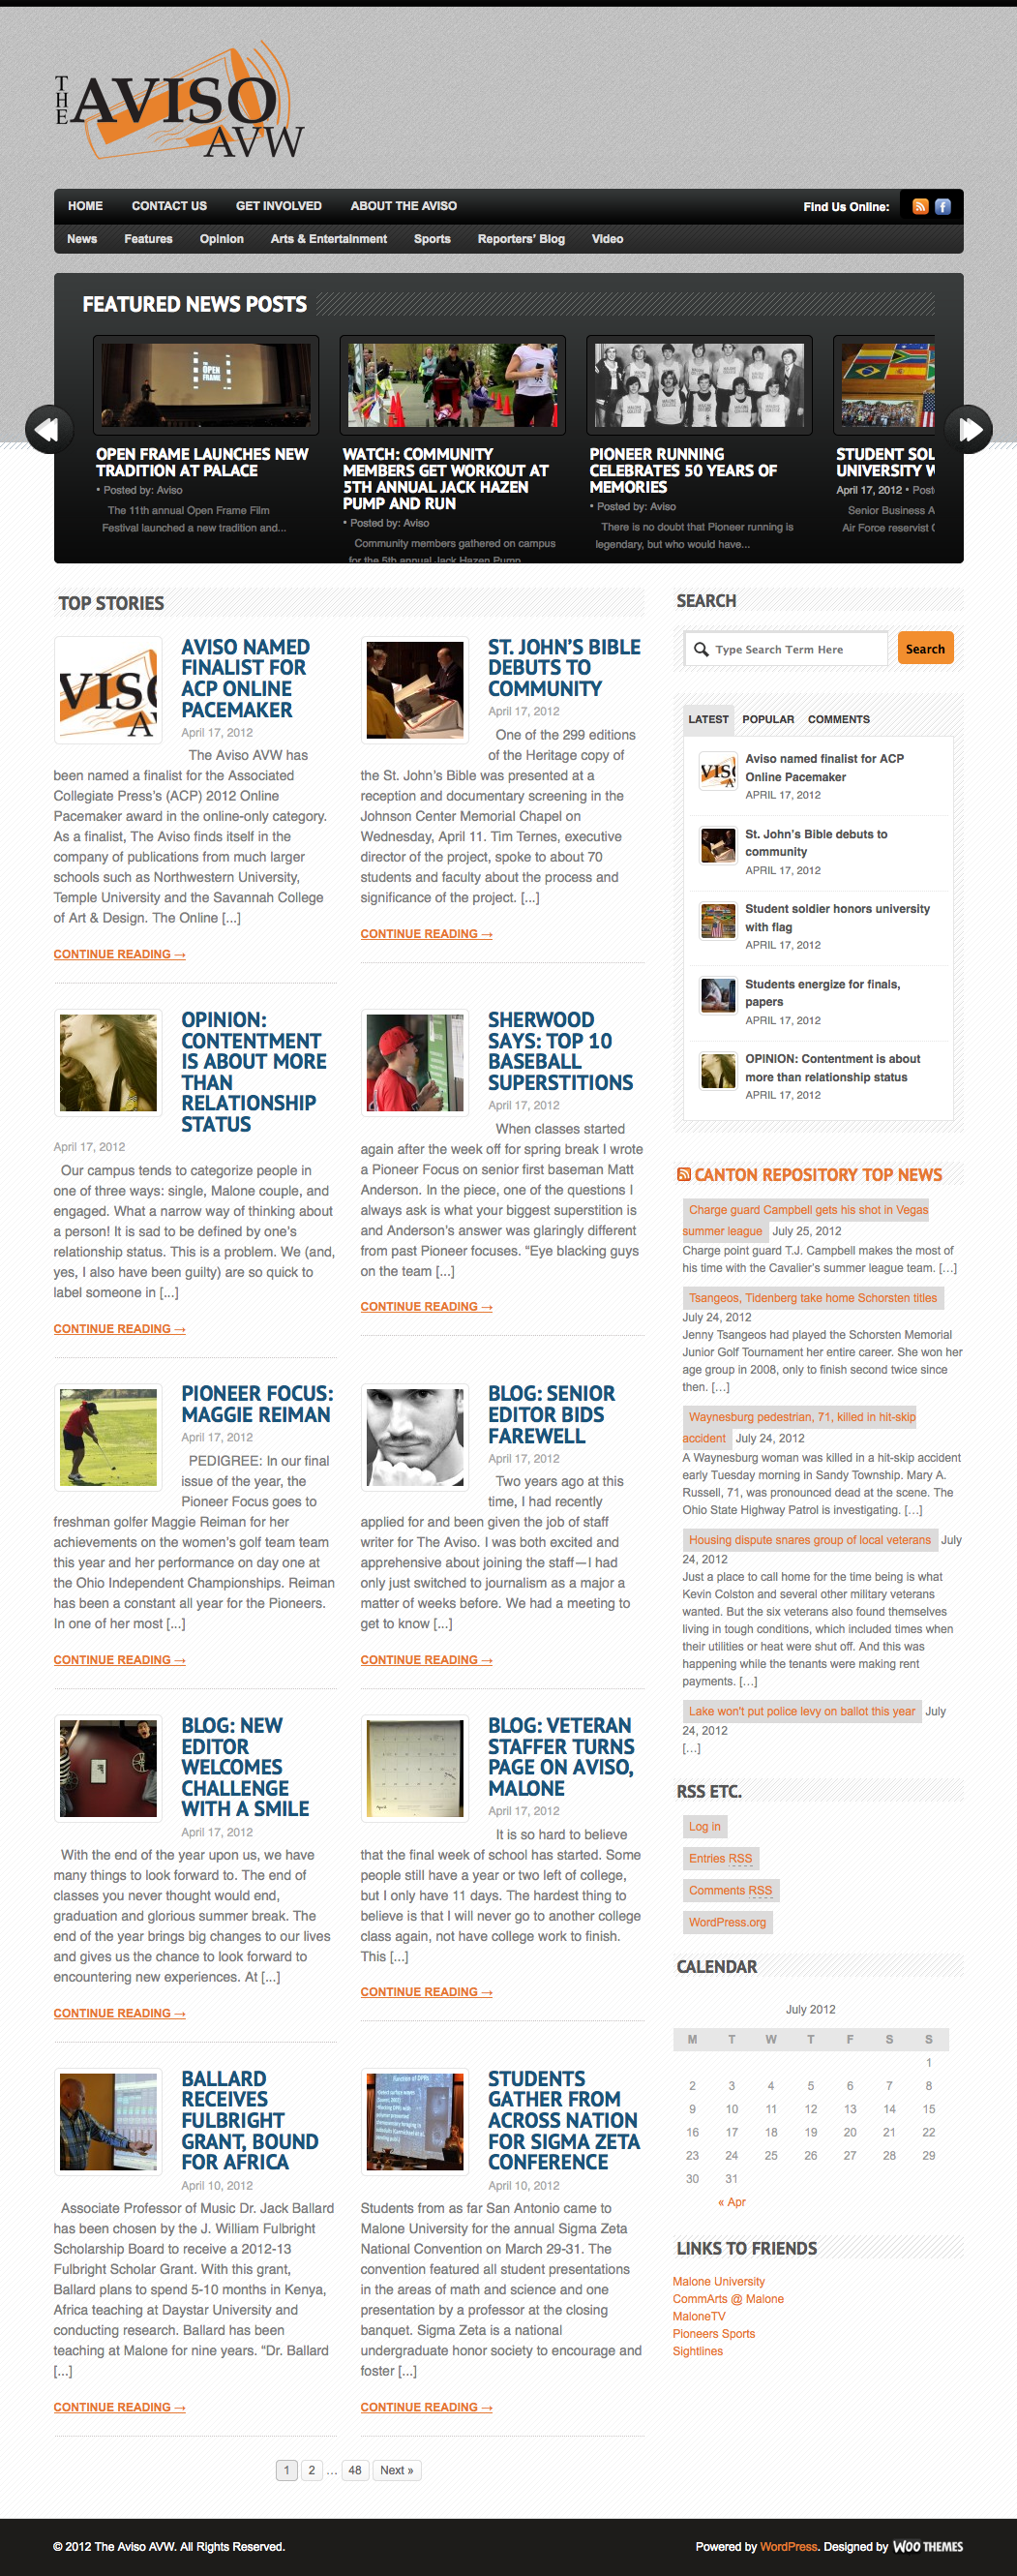 THE AVISO
AVW
HOME CONTACT US GET INVOLVED ABOUT THE AVISO Find Us Online:
News Features Opinion Arts & Entertainment Sports Reporters' Blog Video
FEATURED NEWS POSTS
THE OPEN FRAME
OPEN FRAME LAUNCHES NEW
TRADITION AT PALACE
• Posted by: Aviso
The 11th annual Open Frame Film
Festival launched a new tradition and...
WATCH: COMMUNITY
MEMBERS GET WORKOUT AT
5TH ANNUAL JACK HAZEN
PUMP AND RUN
• Posted by: Aviso
Community members gathered on campus
for the 5th annual Jack Hazen Pump
PIONEER RUNNING
CELEBRATES 50 YEARS OF
MEMORIES
• Posted by: Aviso
There is no doubt that Pioneer running is
legendary, but who would have...
STUDENT SOL
UNIVERSITY W
April 17, 2012 • Post
Senior Business A
Air Force reservist C
TOP STORIES
AVISO NAMED
FINALIST FOR
ACP ONLINE
PACEMAKER
April 17, 2012
The Aviso AVW has
been named a finalist for the Associated
Collegiate Press's (ACP) 2012 Online
Pacemaker award in the online-only category.
As a finalist, The Aviso finds itself in the
company of publications from much larger
schools such as Northwestern University,
Temple University and the Savannah College
of Art & Design. The Online [...]
CONTINUE READING →
ST. JOHN'S BIBLE
DEBUTS TO
COMMUNITY
April 17, 2012
One of the 299 editions
of the Heritage copy of
the St. John's Bible was presented at a
reception and documentary screening in the
Johnson Center Memorial Chapel on
Wednesday, April 11. Tim Ternes, executive
director of the project, spoke to about 70
students and faculty about the process and
significance of the project. [...]
CONTINUE READING →
OPINION:
CONTENTMENT
IS ABOUT MORE
THAN
RELATIONSHIP
STATUS
April 17, 2012
Our campus tends to categorize people in
one of three ways: single, Malone couple, and
engaged. What a narrow way of thinking about
a person! It is sad to be defined by one's
relationship status. This is a problem. We (and,
yes, I also have been guilty) are so quick to
label someone in [...]
CONTINUE READING →
SHERWOOD
SAYS: TOP 10
BASEBALL
SUPERSTITIONS
April 17, 2012
When classes started
again after the week off for spring break I wrote
a Pioneer Focus on senior first baseman Matt
Anderson. In the piece, one of the questions I
always ask is what your biggest superstition is
and Anderson's answer was glaringly different
from past Pioneer focuses. "Eye blacking guys
on the team [...]
CONTINUE READING →
PIONEER FOCUS:
MAGGIE REIMAN
April 17, 2012
PEDIGREE: In our final
issue of the year, the
Pioneer Focus goes to
freshman golfer Maggie Reiman for her
achievements on the women's golf team team
this year and her performance on day one at
the Ohio Independent Championships. Reiman
has been a constant all year for the Pioneers.
In one of her most [...]
CONTINUE READING →
BLOG: SENIOR
EDITOR BIDS
FAREWELL
April 17, 2012
Two years ago at this
time, I had recently
applied for and been given the job of staff
writer for The Aviso. I was both excited and
apprehensive about joining the staff—I had
only just switched to journalism as a major a
matter of weeks before. We had a meeting to
get to know [...]
CONTINUE READING →
BLOG: NEW
EDITOR
WELCOMES
CHALLENGE
WITH A SMILE
April 17, 2012
With the end of the year upon us, we have
many things to look forward to. The end of
classes you never thought would end,
graduation and glorious summer break. The
end of the year brings big changes to our lives
and gives us the chance to look forward to
encountering new experiences. At [...]
CONTINUE READING →
BLOG: VETERAN
STAFFER TURNS
PAGE ON AVISO,
MALONE
April 17, 2012
It is so hard to believe
that the final week of school has started. Some
people still have a year or two left of college,
but I only have 11 days. The hardest thing to
believe is that I will never go to another college
class again, not have college work to finish.
This [...]
CONTINUE READING →
BALLARD
RECEIVES
FULBRIGHT
GRANT, BOUND
FOR AFRICA
April 10, 2012
Associate Professor of Music Dr. Jack Ballard
has been chosen by the J. William Fulbright
Scholarship Board to receive a 2012-13
Fulbright Scholar Grant. With this grant,
Ballard plans to spend 5-10 months in Kenya,
Africa teaching at Daystar University and
conducting research. Ballard has been
teaching at Malone for nine years. "Dr. Ballard
[...]
CONTINUE READING →
STUDENTS
GATHER FROM
ACROSS NATION
FOR SIGMA ZETA
CONFERENCE
April 10, 2012
Students from as far San Antonio came to
Malone University for the annual Sigma Zeta
National Convention on March 29-31. The
convention featured all student presentations
in the areas of math and science and one
presentation by a professor at the closing
banquet. Sigma Zeta is a national
undergraduate honor society to encourage and
foster [...]
CONTINUE READING →
1 2 ... 48 Next »
SEARCH
Type Search Term Here Search
LATEST POPULAR COMMENTS
Aviso named finalist for ACP
Online Pacemaker
APRIL 17, 2012
St. John's Bible debuts to
community
APRIL 17, 2012
Student soldier honors university
with flag
APRIL 17, 2012
Students energize for finals,
papers
APRIL 17, 2012
OPINION: Contentment is about
more than relationship status
APRIL 17, 2012
CANTON REPOSITORY TOP NEWS
Charge guard Campbell gets his shot in Vegas
summer league July 25, 2012
Charge point guard T.J. Campbell makes the most of
his time with the Cavalier's summer league team. [...]
Tsangeos, Tidenberg take home Schorsten titles
July 24, 2012
Jenny Tsangeos had played the Schorsten Memorial
Junior Golf Tournament her entire career. She won her
age group in 2008, only to finish second twice since
then. [...]
Waynesburg pedestrian, 71, killed in hit-skip
accident July 24, 2012
A Waynesburg woman was killed in a hit-skip accident
early Tuesday morning in Sandy Township. Mary A.
Russell, 71, was pronounced dead at the scene. The
Ohio State Highway Patrol is investigating. [...]
Housing dispute snares group of local veterans July
24, 2012
Just a place to call home for the time being is what
Kevin Colston and several other military veterans
wanted. But the six veterans also found themselves
living in tough conditions, which included times when
their utilities or heat were shut off. And this was
happening while the tenants were making rent
payments. [...]
Lake won't put police levy on ballot this year July
24, 2012
[...]
RSS ETC.
Log in
Entries RSS
Comments RSS
WordPress.org
CALENDAR
July 2012
M T W T F S S
1
2 3 4 5 6 7 8
9 10 11 12 13 14 15
16 17 18 19 20 21 22
23 24 25 26 27 28 29
30 31
« Apr
LINKS TO FRIENDS
Malone University
CommArts @ Malone
MaloneTV
Pioneers Sports
Sightlines
© 2012 The Aviso AVW. All Rights Reserved.
Powered by WordPress. Designed by WOO THEMES